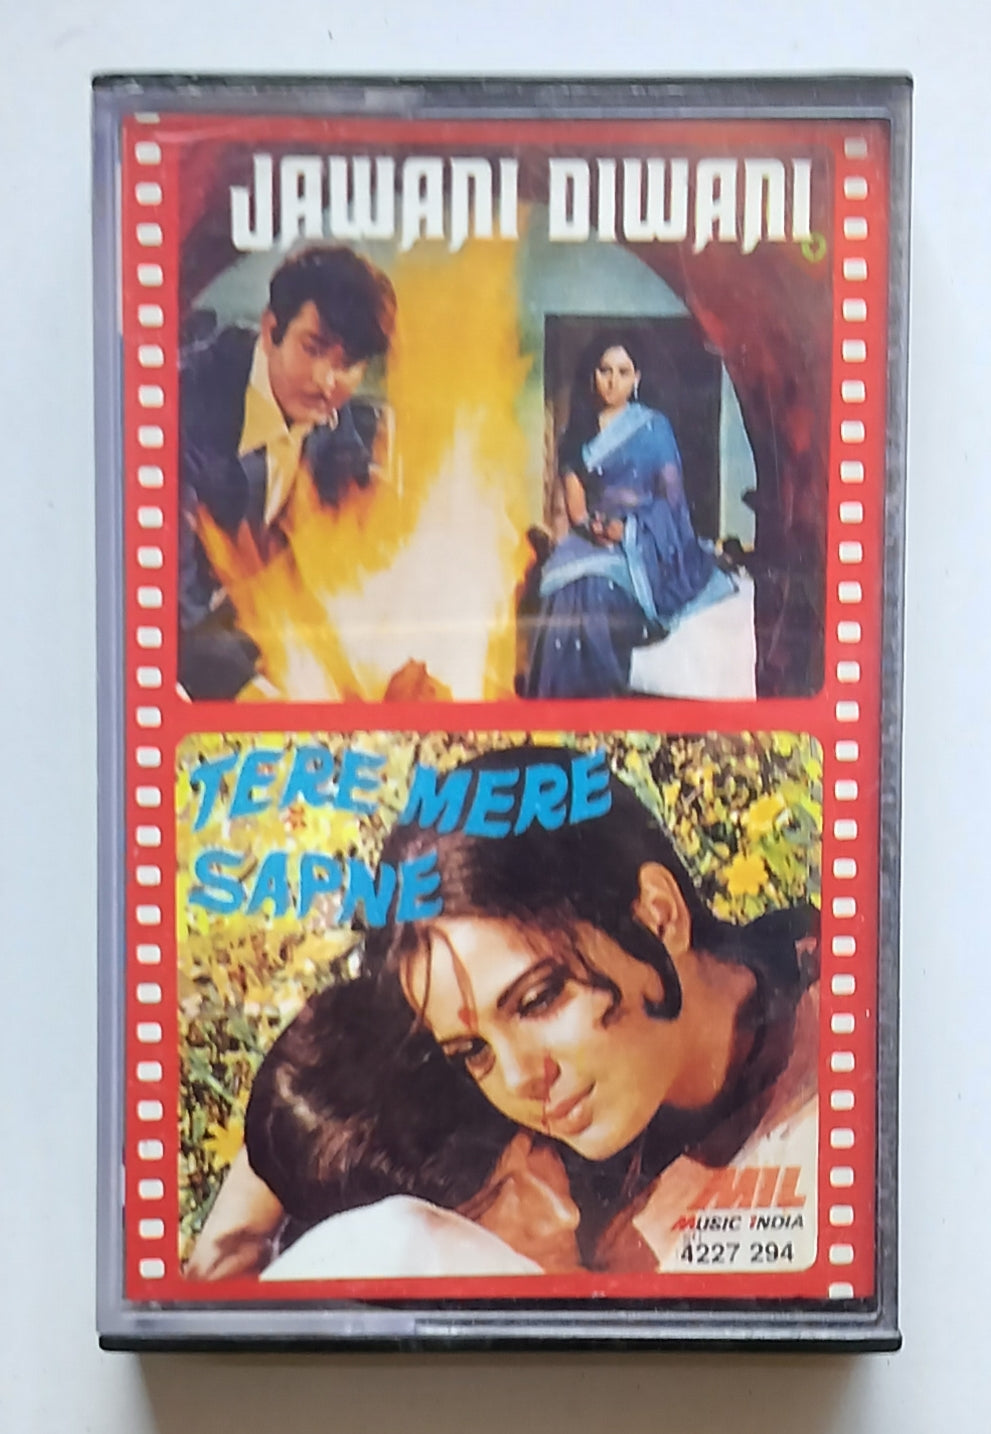 JAWANI DIWANI
TERE MERE
SAPNE
MIL
MUSIC INDIA
4227 294